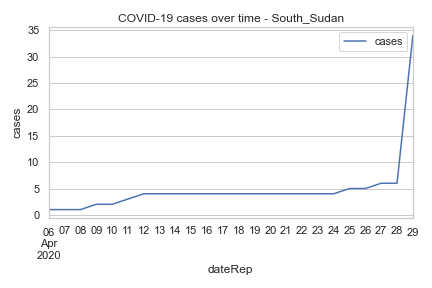 COVID-19 cases over time - South_Sudan
cases
35
30
25
20
15
10
5
0
cases
06 07 08 09 10 11 12 13 14 15 16 17 18 19 20 21 22 23 24 25 26 27 28 29
Apr
2020
dateRep